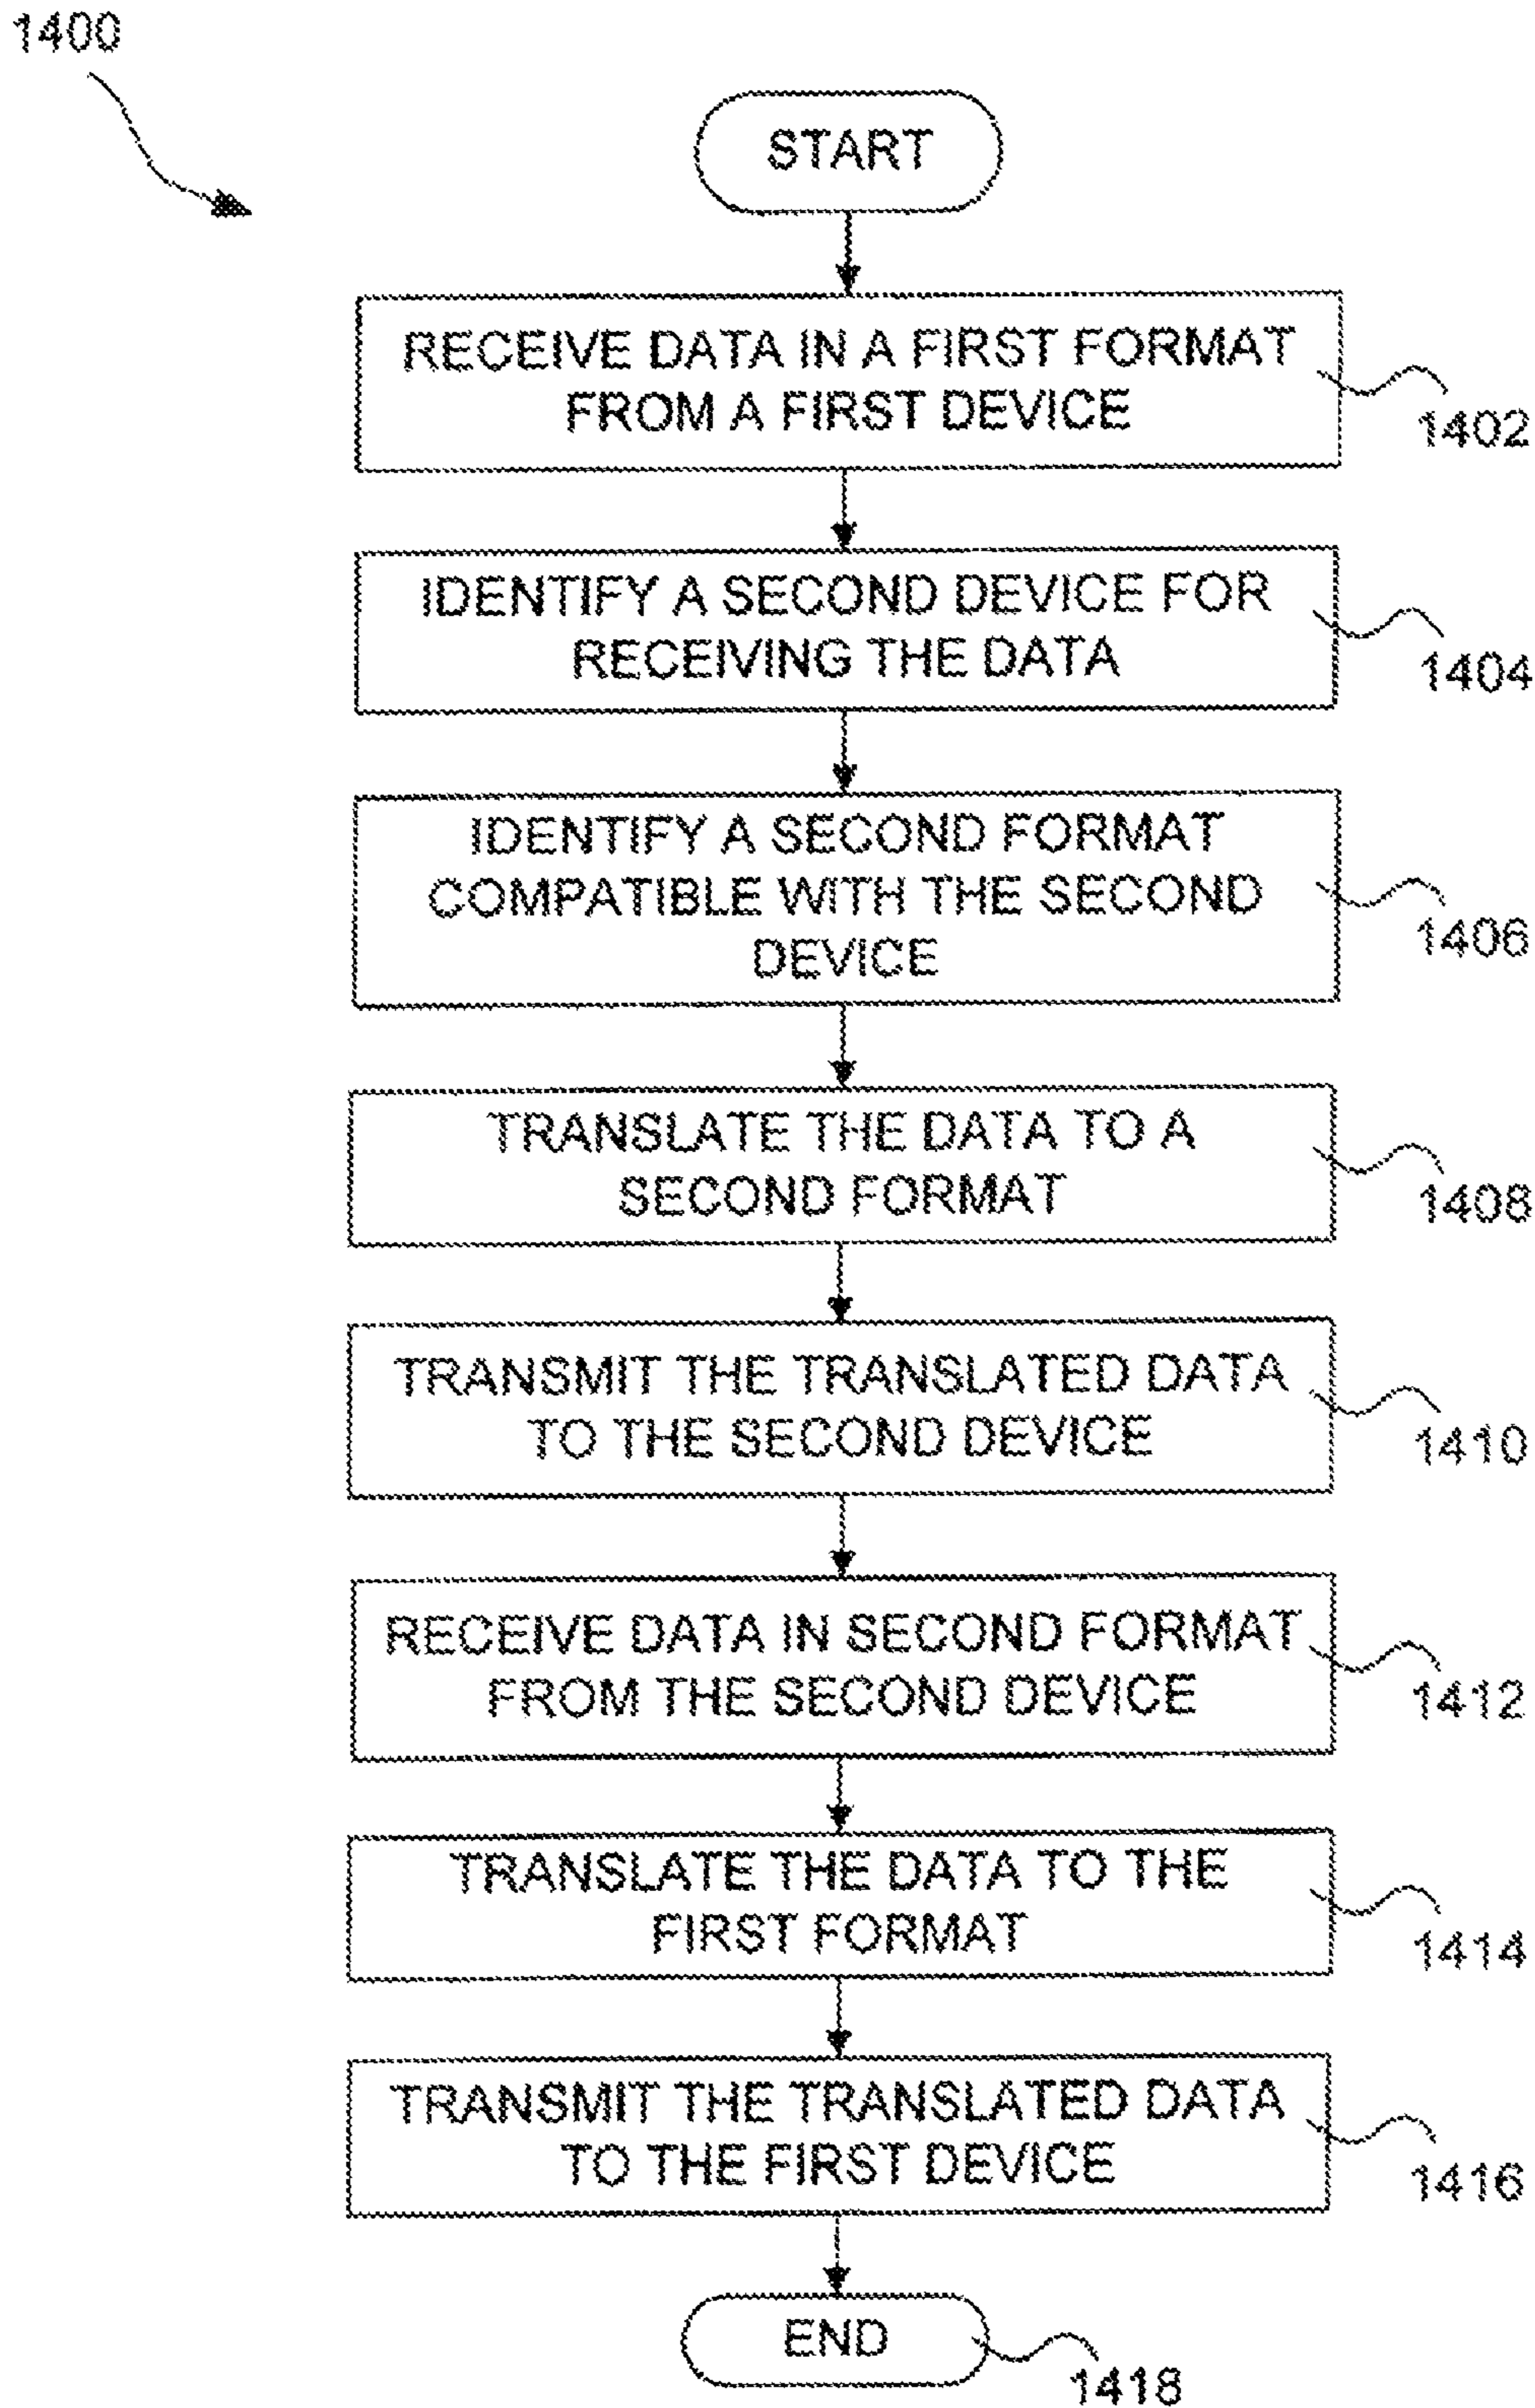 1400
START
RECEIVE DATA IN A FIRST FORMAT
FROM A FIRST DEVICE
1402
IDENTIFY A SECOND DEVICE FOR
RECEIVING THE DATA
1404
IDENTIFY A SECOND FORMAT
COMPATIBLE WITH THE SECOND
DEVICE
1406
TRANSLATE THE DATA TO A
SECOND FORMAT
1408
TRANSMIT THE TRANSLATED DATA
TO THE SECOND DEVICE
1410
RECEIVE DATA IN SECOND FORMAT
FROM THE SECOND DEVICE
1412
TRANSLATE THE DATA TO THE
FIRST FORMAT
1414
TRANSMIT THE TRANSLATED DATA
TO THE FIRST DEVICE
1416
END
1418